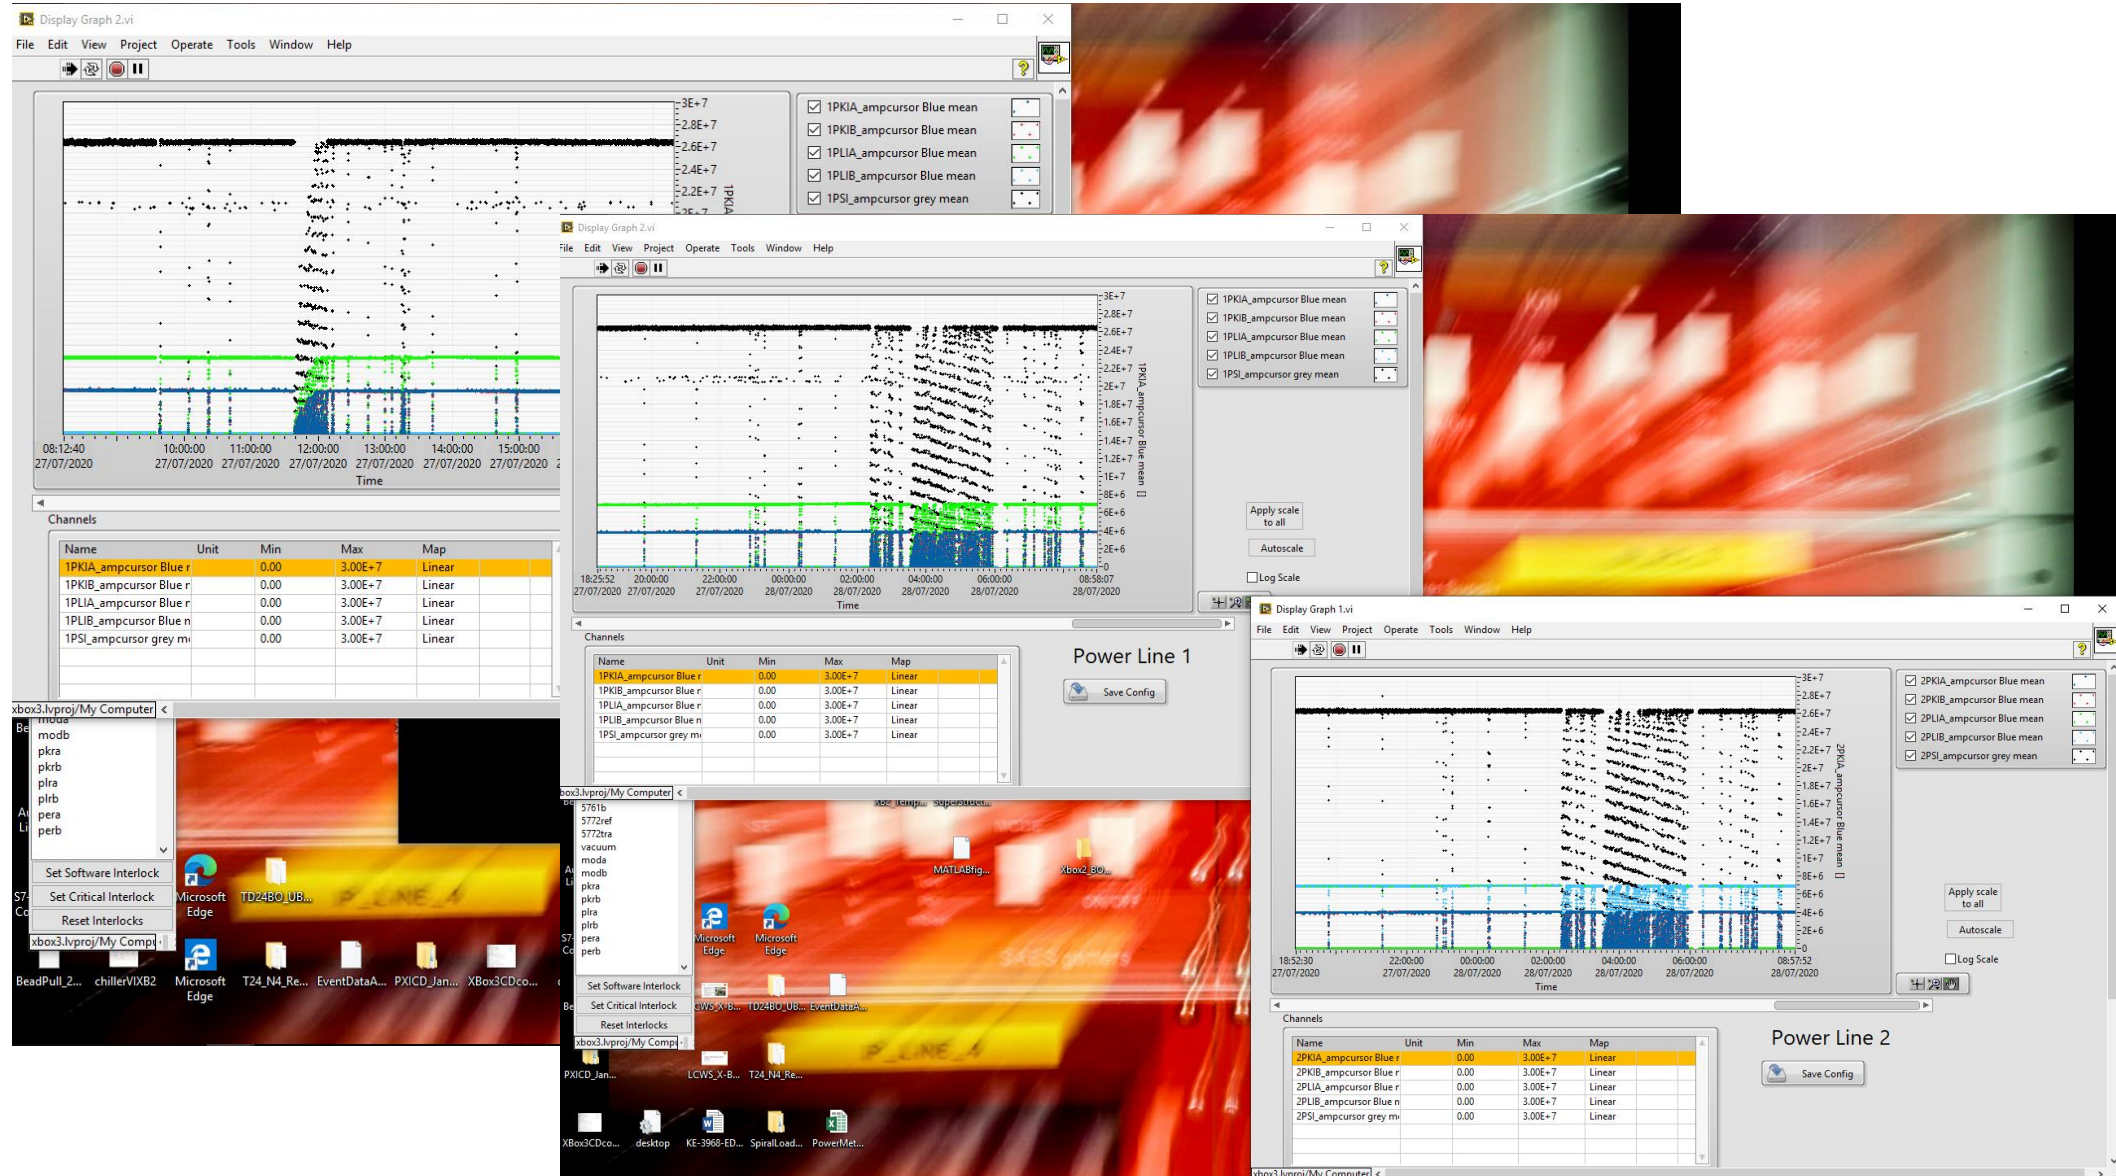 Display Graph 2.vi
File Edit View Project Operate Tools Window Help
3E+7
2.8E+7
2.6E+7
2.4E+7
2.2E+7
1PKIA_ampcursor Blue mean
1PKIB_ampcursor Blue mean
1PLIA_ampcursor Blue mean
1PLIB_ampcursor Blue mean
1PSI_ampcursor grey mean
08:12:40 10:00:00 11:00:00 12:00:00 13:00:00 14:00:00 15:00:00
27/07/2020 27/07/2020 27/07/2020 27/07/2020 27/07/2020 27/07/2020 27/07/2020
Time
Channels
Name Unit Min Max Map
1PKIA_ampcursor Blue r 0.00 3.00E+7 Linear
1PKIB_ampcursor Blue r 0.00 3.00E+7 Linear
1PLIA_ampcursor Blue r 0.00 3.00E+7 Linear
1PLIB_ampcursor Blue n 0.00 3.00E+7 Linear
1PSI_ampcursor grey m 0.00 3.00E+7 Linear
xbox3.lvproj/My Computer <
moda
modb
pkra
pkrb
plra
plrb
pera
perb
Set Software Interlock
Set Critical Interlock
Reset Interlocks
xbox3.lvproj/My Comp
Microsoft Edge
TD24BO_UB...
IP_LINE_4
BeadPull_2...
chillerVIXB2
Microsoft Edge
T24_N4_Re...
EventDataA...
PXICD_Jan...
XBox3CDco...
Display Graph 2.vi
File Edit View Project Operate Tools Window Help
3E+7
2.8E+7
2.6E+7
2.4E+7
2.2E+7
2E+7
1.8E+7
1.6E+7
1.4E+7
1.2E+7
1E+7
8E+6
6E+6
4E+6
2E+6
0
1PKIA_ampcursor Blue mean []
1PKIA_ampcursor Blue mean
1PKIB_ampcursor Blue mean
1PLIA_ampcursor Blue mean
1PLIB_ampcursor Blue mean
1PSI_ampcursor grey mean
Apply scale
to all
Autoscale
Log Scale
18:25:52 20:00:00 22:00:00 00:00:00 02:00:00 04:00:00 06:00:00 08:58:07
27/07/2020 27/07/2020 27/07/2020 28/07/2020 28/07/2020 28/07/2020 28/07/2020 28/07/2020
Time
Channels
Name Unit Min Max Map
1PKIA_ampcursor Blue r 0.00 3.00E+7 Linear
1PKIB_ampcursor Blue r 0.00 3.00E+7 Linear
1PLIA_ampcursor Blue r 0.00 3.00E+7 Linear
1PLIB_ampcursor Blue n 0.00 3.00E+7 Linear
1PSI_ampcursor grey m 0.00 3.00E+7 Linear
Power Line 1
Save Config
box3.lvproj/My Computer <
5761b
5772ref
5772tra
vacuum
moda
modb
pkra
pkrb
plra
plrb
pera
perb
Set Software Interlock
Set Critical Interlock
Reset Interlocks
xbox3.lvproj/My Comp
MATLABfig...
Xbox2_BO...
Microsoft Edge
Microsoft Edge
TD24BO_UB...
EventDataA...
IP_LINE_4
PXICD_Jan...
LCWS_X-B...
T24_N4_Re...
XBox3CDco...
desktop
KE-3968-ED...
SpiralLoad...
PowerMet...
Display Graph 1.vi
File Edit View Project Operate Tools Window Help
3E+7
2.8E+7
2.6E+7
2.4E+7
2.2E+7
2E+7
1.8E+7
1.6E+7
1.4E+7
1.2E+7
1E+7
8E+6
6E+6
4E+6
2E+6
0
2PKIA_ampcursor Blue mean []
2PKIA_ampcursor Blue mean
2PKIB_ampcursor Blue mean
2PLIA_ampcursor Blue mean
2PLIB_ampcursor Blue mean
2PSI_ampcursor grey mean
Apply scale
to all
Autoscale
Log Scale
18:52:30 22:00:00 00:00:00 02:00:00 04:00:00 06:00:00 08:57:52
27/07/2020 27/07/2020 28/07/2020 28/07/2020 28/07/2020 28/07/2020 28/07/2020
Time
Channels
Name Unit Min Max Map
2PKIA_ampcursor Blue r 0.00 3.00E+7 Linear
2PKIB_ampcursor Blue r 0.00 3.00E+7 Linear
2PLIA_ampcursor Blue r 0.00 3.00E+7 Linear
2PLIB_ampcursor Blue n 0.00 3.00E+7 Linear
2PSI_ampcursor grey m 0.00 3.00E+7 Linear
Power Line 2
Save Config
xbox3.lvproj/My Computer <